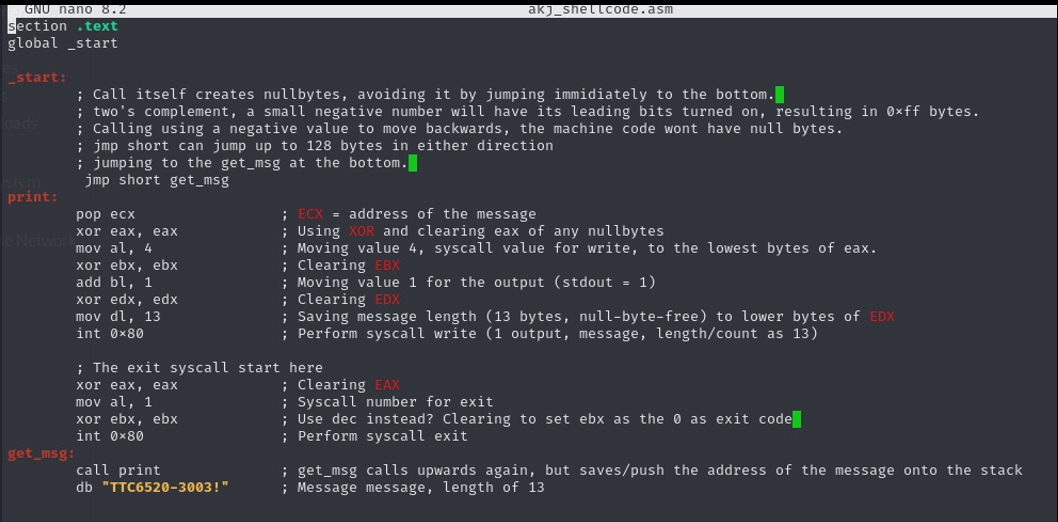 GNU nano 8.2 akj_shellcode.asm
section .text
global _start
_start:
; Call itself creates nullbytes, avoiding it by jumping immidiately to the bottom.
; two's complement, a small negative number will have its leading bits turned on, resulting in 0×ff bytes.
; Calling using a negative value to move backwards, the machine code wont have null bytes.
; jmp short can jump up to 128 bytes in either direction
; jumping to the get_msg at the bottom.
jmp short get_msg
print:
pop ecx ; ECX = address of the message
xor eax, eax ; Using XOR and clearing eax of any nullbytes
mov al, 4 ; Moving value 4, syscall value for write, to the lowest bytes of eax.
xor ebx, ebx ; Clearing EBX
add bl, 1 ; Moving value 1 for the output (stdout = 1)
xor edx, edx ; Clearing EDX
mov dl, 13 ; Saving message length (13 bytes, null-byte-free) to lower bytes of EDX
int 0×80 ; Perform syscall write (1 output, message, length/count as 13)
; The exit syscall start here
xor eax, eax ; Clearing EAX
mov al, 1 ; Syscall number for exit
xor ebx, ebx ; Use dec instead? Clearing to set ebx as the 0 as exit code
int 0×80 ; Perform syscall exit
get_msg:
call print ; get_msg calls upwards again, but saves/push the address of the message onto the stack
db "TTC6520-3003!" ; Message message, length of 13